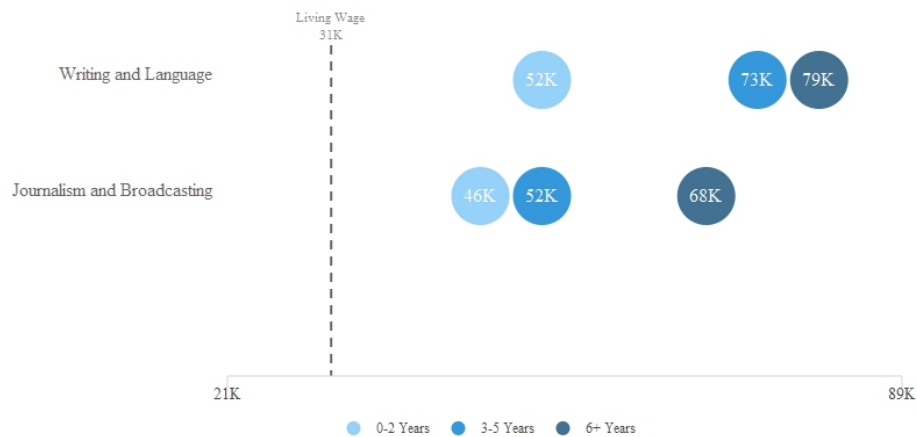 Living Wage
31K
Writing and Language
52K
73K
79K
Journalism and Broadcasting
46K
52K
68K
21K
89K
0-2 Years
3-5 Years
6+ Years